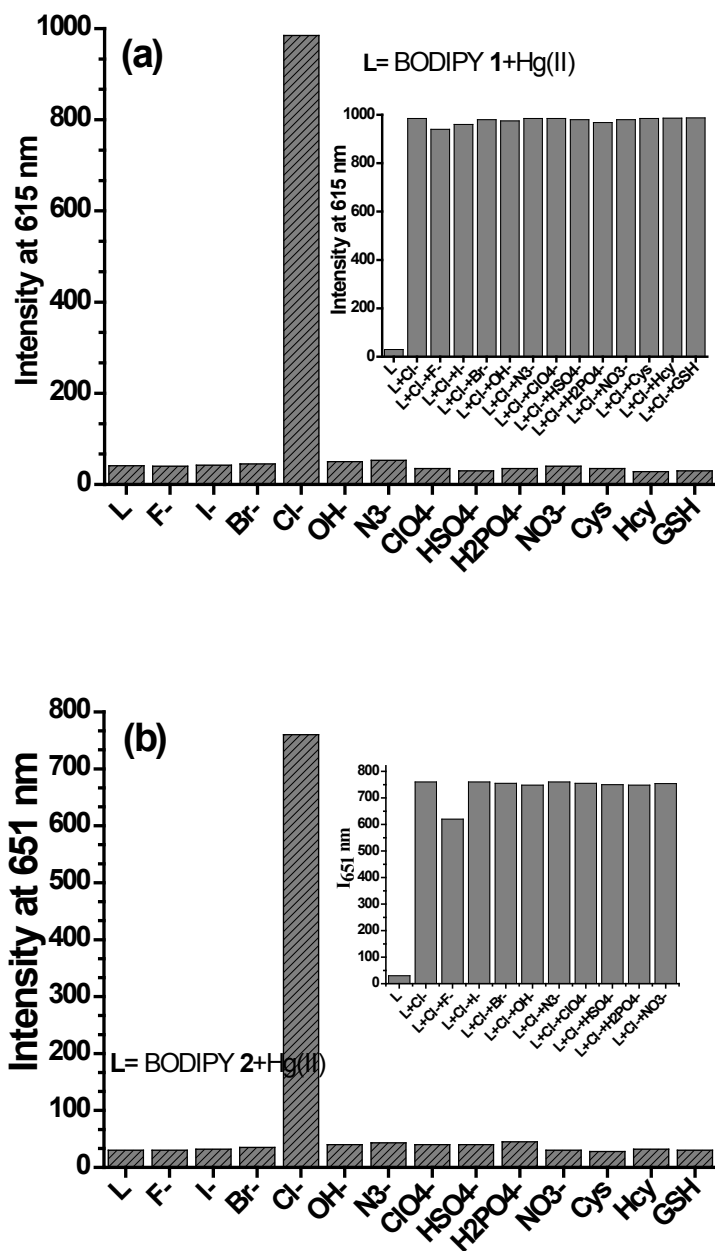 (a)
L= BODIPY 1+Hg(II)
Intensity at 615 nm
1000
800
600
400
200
0
L
F-
I-
Br-
Cl-
OH-
N3-
ClO4-
HSO4-
H2PO4-
NO3-
Cys
Hcy
GSH
Intensity at 615 nm
1000
800
600
400
200
0
L
L+Cl-
L+Cl-+F-
L+Cl-+I-
L+Cl-+Br-
L+Cl-+OH-
L+Cl-+N3-
L+Cl-+ClO4-
L+Cl-+HSO4-
L+Cl-+H2PO4-
L+Cl-+NO3-
L+Cl-+Cys
L+Cl-+Hcy
L+Cl-+GSH
(b)
Intensity at 651 nm
800
700
600
500
400
300
200
100
0
L= BODIPY 2+Hg(II)
L
F-
I-
Br-
Cl-
OH-
N3-
ClO4-
HSO4-
H2PO4-
NO3-
Cys
Hcy
GSH
I651 nm
800
700
600
500
400
300
200
100
0
L
L+Cl-
L+Cl-+F-
L+Cl-+I-
L+Cl-+Br-
L+Cl-+OH-
L+Cl-+N3-
L+Cl-+ClO4-
L+Cl-+HSO4-
L+Cl-+H2PO4-
L+Cl-+NO3-